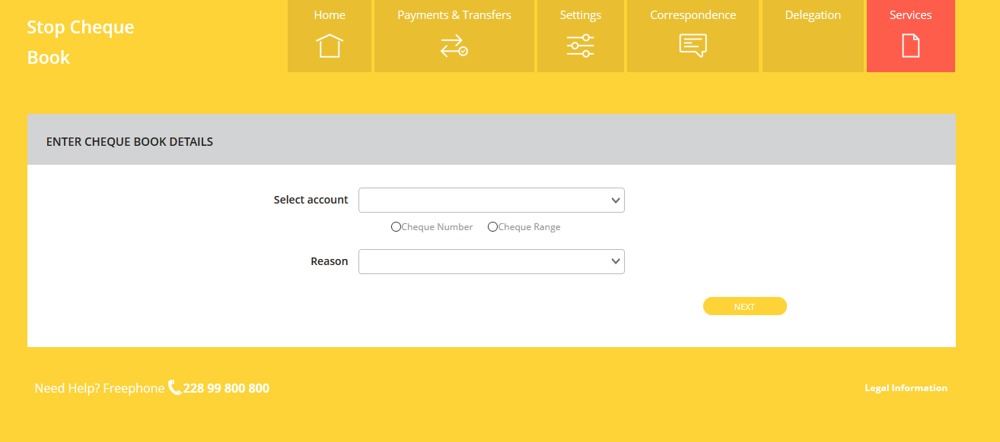 Stop Cheque
Book
Home
Payments & Transfers
Settings
Correspondence
Delegation
Services
ENTER CHEQUE BOOK DETAILS
Select account
Cheque Number
Cheque Range
Reason
NEXT
Need Help? Freephone 228 99 800 800
Legal Information